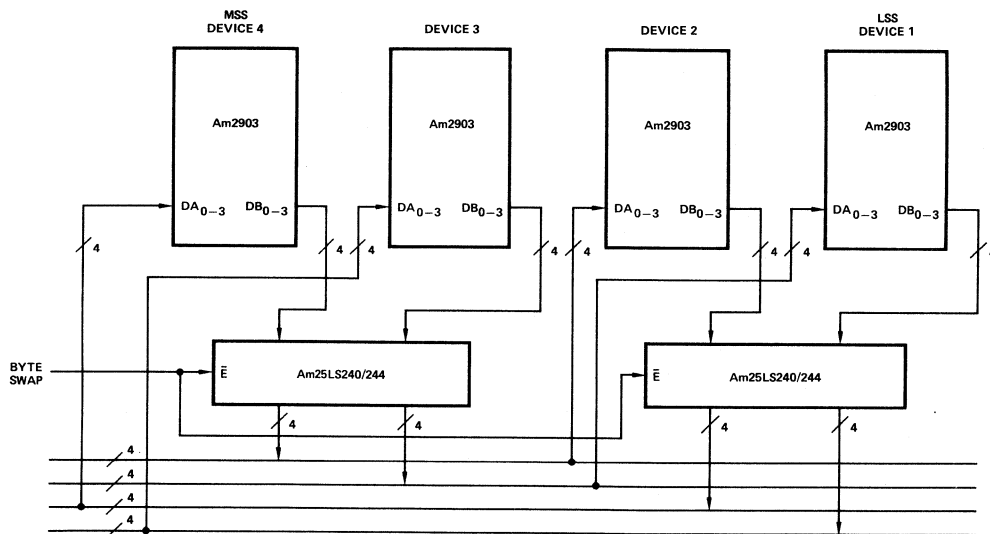 MSS
DEVICE 4
DEVICE 3
DEVICE 2
LSS
DEVICE 1
Am2903
Am2903
Am2903
Am2903
DA0–3 DB0–3
DA0–3 DB0–3
DA0–3 DB0–3
DA0–3 DB0–3
4
4
4
4
4
4
4
4
BYTE
SWAP
E̅
Am25LS240/244
E̅
Am25LS240/244
4
4
4
4
4
4
4
4